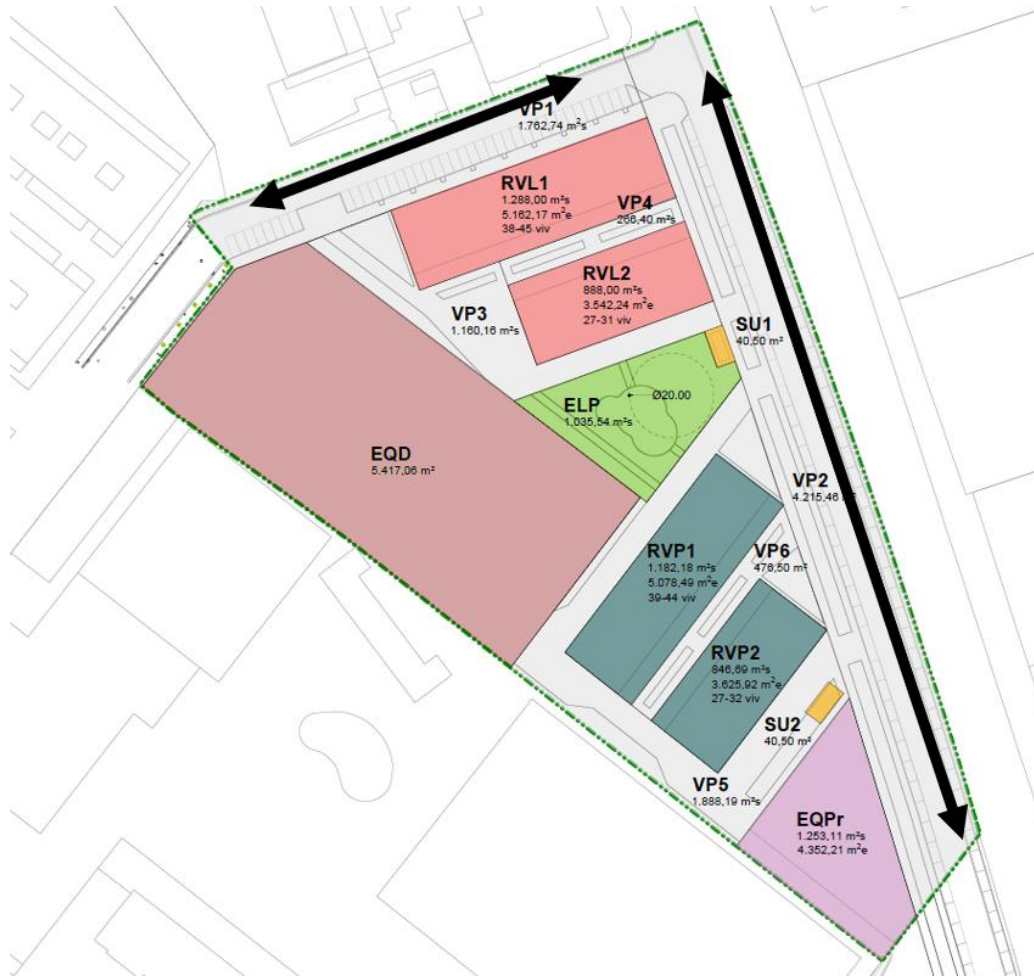 VP1
1.762,74 m²s
RVL1
1.288,00 m²s
5.162,17 m²e
38-45 viv
VP4
266,40 m²s
RVL2
888,00 m²s
3.542,24 m²e
27-31 viv
VP3
1.160,16 m²s
SU1
40,50 m²
Ø20.00
ELP
1.035,54 m²s
EQD
5.417,06 m²
VP2
4.215,46
RVP1
1.182,18 m²s
5.078,49 m²e
39-44 viv
VP6
476,50 m²
RVP2
846,69 m²s
3.625,92 m²e
27-32 viv
SU2
40,50 m²
VP5
1.888,19 m²s
EQPr
1.253,11 m²s
4.352,21 m²e